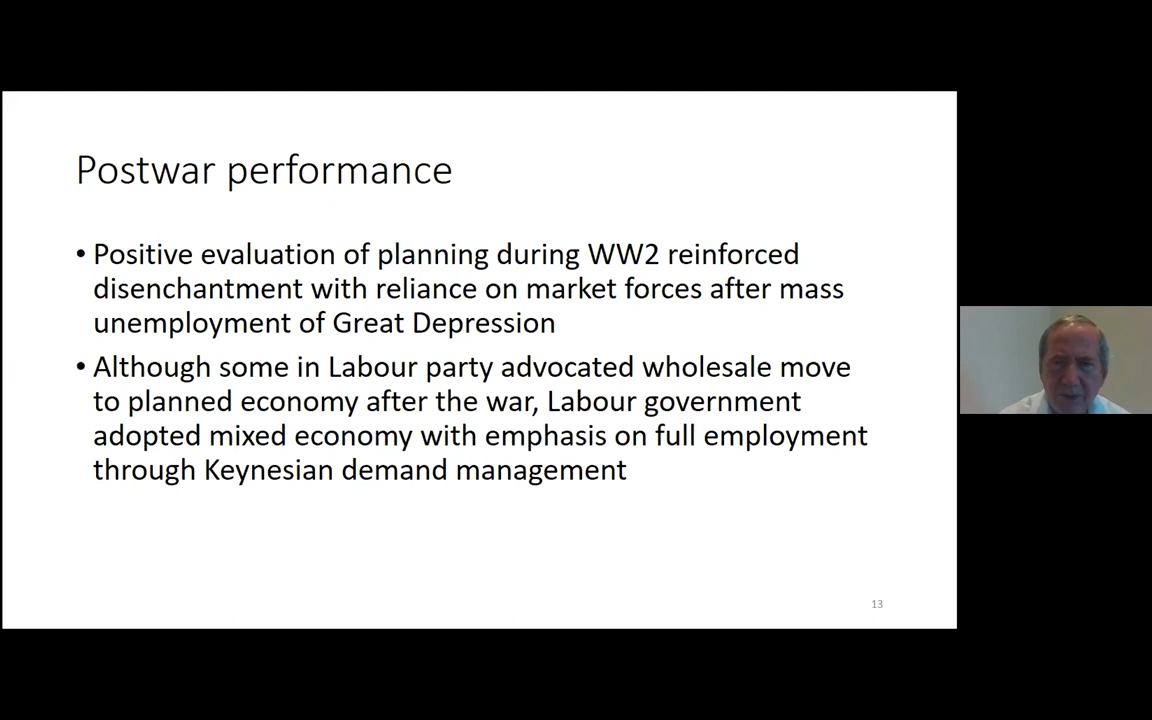 Postwar performance
• Positive evaluation of planning during WW2 reinforced
disenchantment with reliance on market forces after mass
unemployment of Great Depression
• Although some in Labour party advocated wholesale move
to planned economy after the war, Labour government
adopted mixed economy with emphasis on full employment
through Keynesian demand management
13